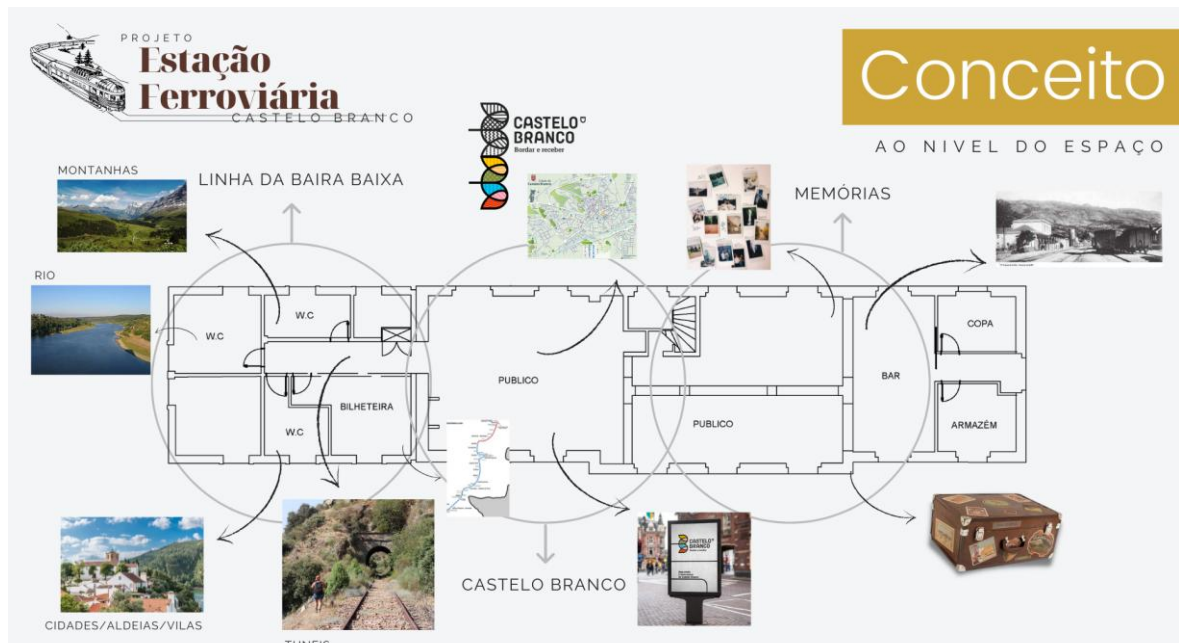 PROJETO
Estação
Ferroviária
CASTELO BRANCO
Conceito
AO NIVEL DO ESPAÇO
CASTELO
BRANCO
Bordar e receber
MONTANHAS
LINHA DA BAIRA BAIXA
MEMÓRIAS
RIO
W.C
W.C
COPA
PUBLICO
BAR
BILHETEIRA
W.C
PUBLICO
ARMAZÉM
CASTELO
BRANCO
CASTELO BRANCO
CIDADES/ALDEIAS/VILAS